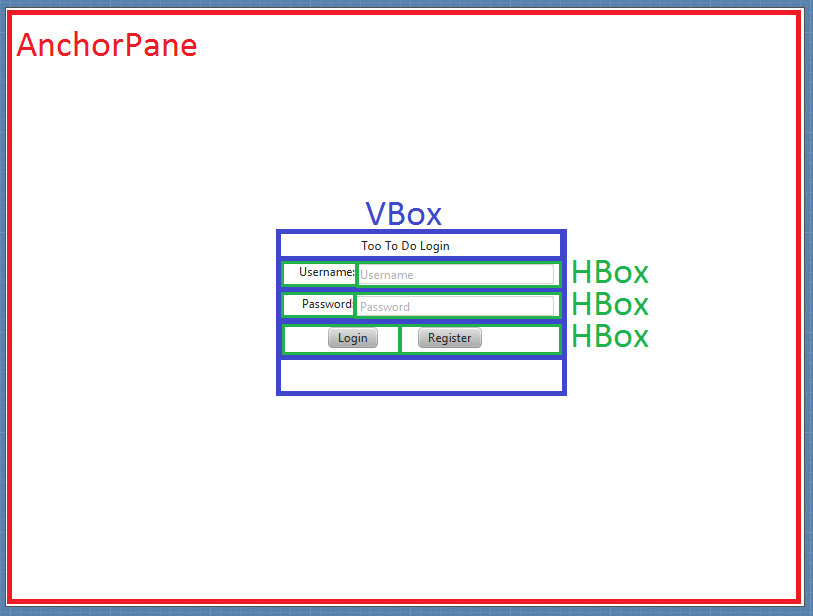 AnchorPane
VBox
Too To Do Login
Username: Username HBox
Password: Password HBox
Login Register HBox